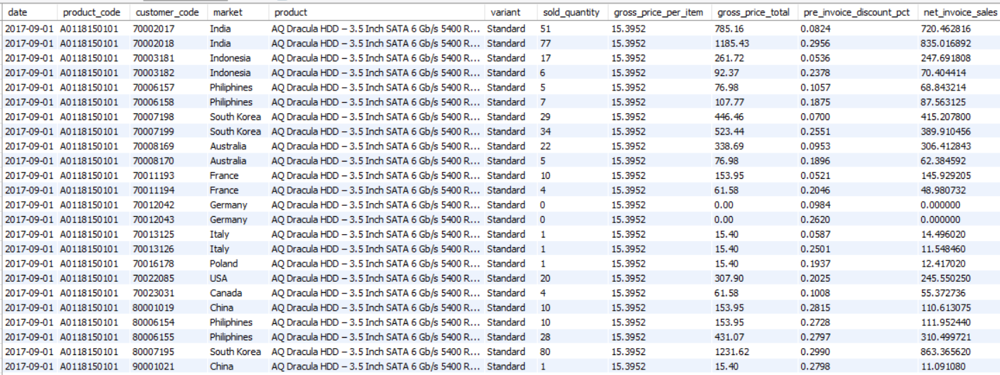 date product_code customer_code market product variant sold_quantity gross_price_per_item gross_price_total pre_invoice_discount_pct net_invoice_sales
2017-09-01 A0118150101 70002017 India AQ Dracula HDD – 3.5 Inch SATA 6 Gb/s 5400 R... Standard 51 15.3952 785.16 0.0824 720.462816
2017-09-01 A0118150101 70002018 India AQ Dracula HDD – 3.5 Inch SATA 6 Gb/s 5400 R... Standard 77 15.3952 1185.43 0.2956 835.016892
2017-09-01 A0118150101 70003181 Indonesia AQ Dracula HDD – 3.5 Inch SATA 6 Gb/s 5400 R... Standard 17 15.3952 261.72 0.0536 247.691808
2017-09-01 A0118150101 70003182 Indonesia AQ Dracula HDD – 3.5 Inch SATA 6 Gb/s 5400 R... Standard 6 15.3952 92.37 0.2378 70.404414
2017-09-01 A0118150101 70006157 Philiphines AQ Dracula HDD – 3.5 Inch SATA 6 Gb/s 5400 R... Standard 5 15.3952 76.98 0.1057 68.843214
2017-09-01 A0118150101 70006158 Philiphines AQ Dracula HDD – 3.5 Inch SATA 6 Gb/s 5400 R... Standard 7 15.3952 107.77 0.1875 87.563125
2017-09-01 A0118150101 70007198 South Korea AQ Dracula HDD – 3.5 Inch SATA 6 Gb/s 5400 R... Standard 29 15.3952 446.46 0.0700 415.207800
2017-09-01 A0118150101 70007199 South Korea AQ Dracula HDD – 3.5 Inch SATA 6 Gb/s 5400 R... Standard 34 15.3952 523.44 0.2551 389.910456
2017-09-01 A0118150101 70008169 Australia AQ Dracula HDD – 3.5 Inch SATA 6 Gb/s 5400 R... Standard 22 15.3952 338.69 0.0953 306.412843
2017-09-01 A0118150101 70008170 Australia AQ Dracula HDD – 3.5 Inch SATA 6 Gb/s 5400 R... Standard 5 15.3952 76.98 0.1896 62.384592
2017-09-01 A0118150101 70011193 France AQ Dracula HDD – 3.5 Inch SATA 6 Gb/s 5400 R... Standard 10 15.3952 153.95 0.0521 145.929205
2017-09-01 A0118150101 70011194 France AQ Dracula HDD – 3.5 Inch SATA 6 Gb/s 5400 R... Standard 4 15.3952 61.58 0.2046 48.980732
2017-09-01 A0118150101 70012042 Germany AQ Dracula HDD – 3.5 Inch SATA 6 Gb/s 5400 R... Standard 0 15.3952 0.00 0.0984 0.000000
2017-09-01 A0118150101 70012043 Germany AQ Dracula HDD – 3.5 Inch SATA 6 Gb/s 5400 R... Standard 0 15.3952 0.00 0.2620 0.000000
2017-09-01 A0118150101 70013125 Italy AQ Dracula HDD – 3.5 Inch SATA 6 Gb/s 5400 R... Standard 1 15.3952 15.40 0.0587 14.496020
2017-09-01 A0118150101 70013126 Italy AQ Dracula HDD – 3.5 Inch SATA 6 Gb/s 5400 R... Standard 1 15.3952 15.40 0.2501 11.548460
2017-09-01 A0118150101 70016178 Poland AQ Dracula HDD – 3.5 Inch SATA 6 Gb/s 5400 R... Standard 1 15.3952 15.40 0.1937 12.417020
2017-09-01 A0118150101 70022085 USA AQ Dracula HDD – 3.5 Inch SATA 6 Gb/s 5400 R... Standard 20 15.3952 307.90 0.2025 245.550250
2017-09-01 A0118150101 70023031 Canada AQ Dracula HDD – 3.5 Inch SATA 6 Gb/s 5400 R... Standard 4 15.3952 61.58 0.1008 55.372736
2017-09-01 A0118150101 80001019 China AQ Dracula HDD – 3.5 Inch SATA 6 Gb/s 5400 R... Standard 10 15.3952 153.95 0.2815 110.613075
2017-09-01 A0118150101 80006154 Philiphines AQ Dracula HDD – 3.5 Inch SATA 6 Gb/s 5400 R... Standard 10 15.3952 153.95 0.2728 111.952440
2017-09-01 A0118150101 80006155 Philiphines AQ Dracula HDD – 3.5 Inch SATA 6 Gb/s 5400 R... Standard 28 15.3952 431.07 0.2797 310.499721
2017-09-01 A0118150101 80007195 South Korea AQ Dracula HDD – 3.5 Inch SATA 6 Gb/s 5400 R... Standard 80 15.3952 1231.62 0.2990 863.365620
2017-09-01 A0118150101 90001021 China AQ Dracula HDD – 3.5 Inch SATA 6 Gb/s 5400 R... Standard 1 15.3952 15.40 0.2798 11.091080